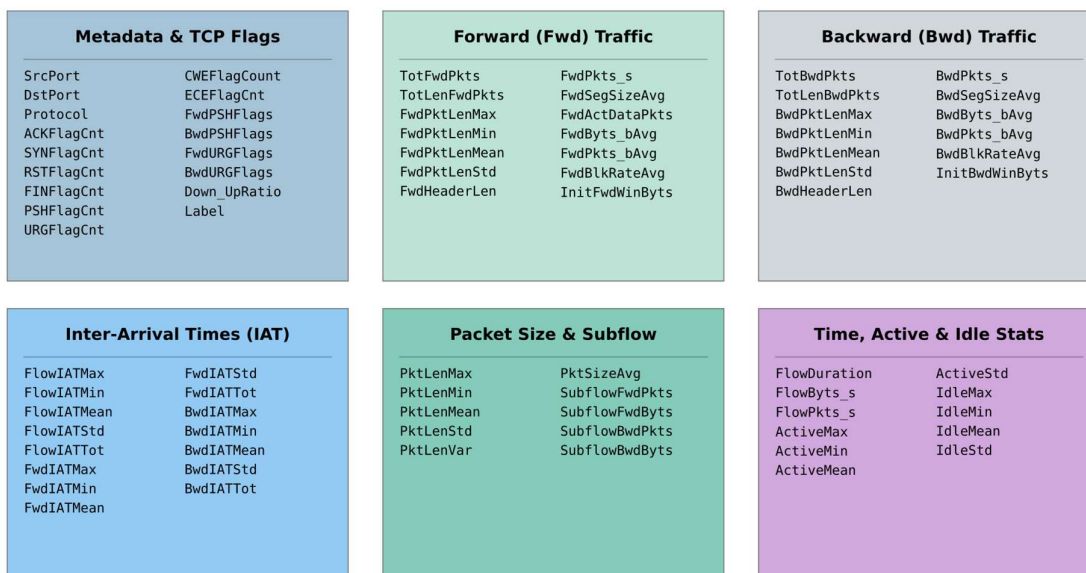 Metadata & TCP Flags
SrcPort
DstPort
Protocol
ACKFlagCnt
SYNFlagCnt
RSTFlagCnt
FINFlagCnt
PSHFlagCnt
URGFlagCnt
CWEFlagCount
ECEFlagCnt
FwdPSHFlags
BwdPSHFlags
FwdURGFlags
BwdURGFlags
Down_UpRatio
Label
Forward (Fwd) Traffic
TotFwdPkts
TotLenFwdPkts
FwdPktLenMax
FwdPktLenMin
FwdPktLenMean
FwdPktLenStd
FwdHeaderLen
FwdPkts_s
FwdSegSizeAvg
FwdActDataPkts
FwdByts_bAvg
FwdPkts_bAvg
FwdBlkRateAvg
InitFwdWinByts
Backward (Bwd) Traffic
TotBwdPkts
TotLenBwdPkts
BwdPktLenMax
BwdPktLenMin
BwdPktLenMean
BwdPktLenStd
BwdHeaderLen
BwdPkts_s
BwdSegSizeAvg
BwdByts_bAvg
BwdPkts_bAvg
BwdBlkRateAvg
InitBwdWinByts
Inter-Arrival Times (IAT)
FlowIATMax
FlowIATMin
FlowIATMean
FlowIATStd
FlowIATTot
FwdIATMax
FwdIATMin
FwdIATMean
FwdIATStd
FwdIATTot
BwdIATMax
BwdIATMin
BwdIATMean
BwdIATStd
BwdIATTot
Packet Size & Subflow
PktLenMax
PktLenMin
PktLenMean
PktLenStd
PktLenVar
PktSizeAvg
SubflowFwdPkts
SubflowFwdByts
SubflowBwdPkts
SubflowBwdByts
Time, Active & Idle Stats
FlowDuration
FlowByts_s
FlowPkts_s
ActiveMax
ActiveMin
ActiveMean
ActiveStd
IdleMax
IdleMin
IdleMean
IdleStd